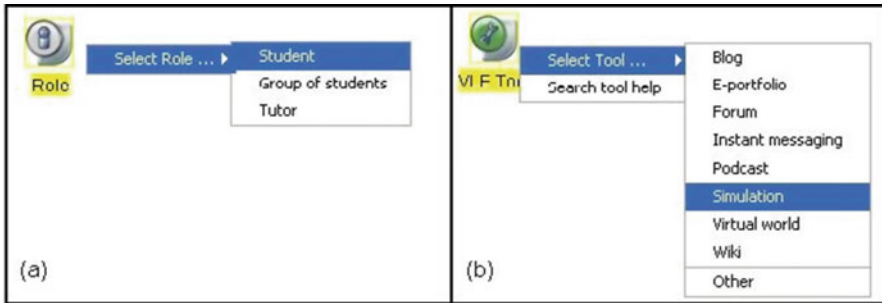 Role
Select Role ...
Student
Group of students
Tutor
(a)
Select Tool ...
Search tool help
Blog
E-portfolio
Forum
Instant messaging
Podcast
Simulation
Virtual world
Wiki
Other
(b)